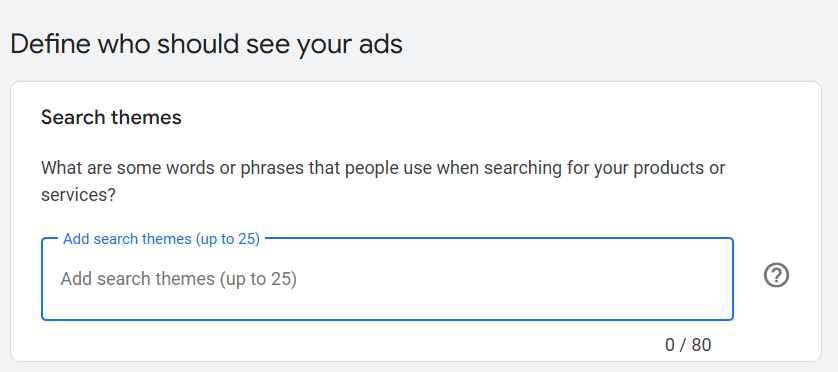 Define who should see your ads
Search themes
What are some words or phrases that people use when searching for your products or
services?
Add search themes (up to 25)
Add search themes (up to 25)
?
0 / 80